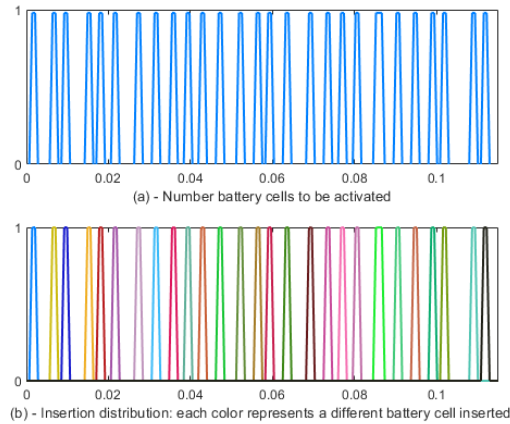 1
0
0 0.02 0.04 0.06 0.08 0.1
(a) - Number battery cells to be activated
1
0
0 0.02 0.04 0.06 0.08 0.1
(b) - Insertion distribution: each color represents a different battery cell inserted